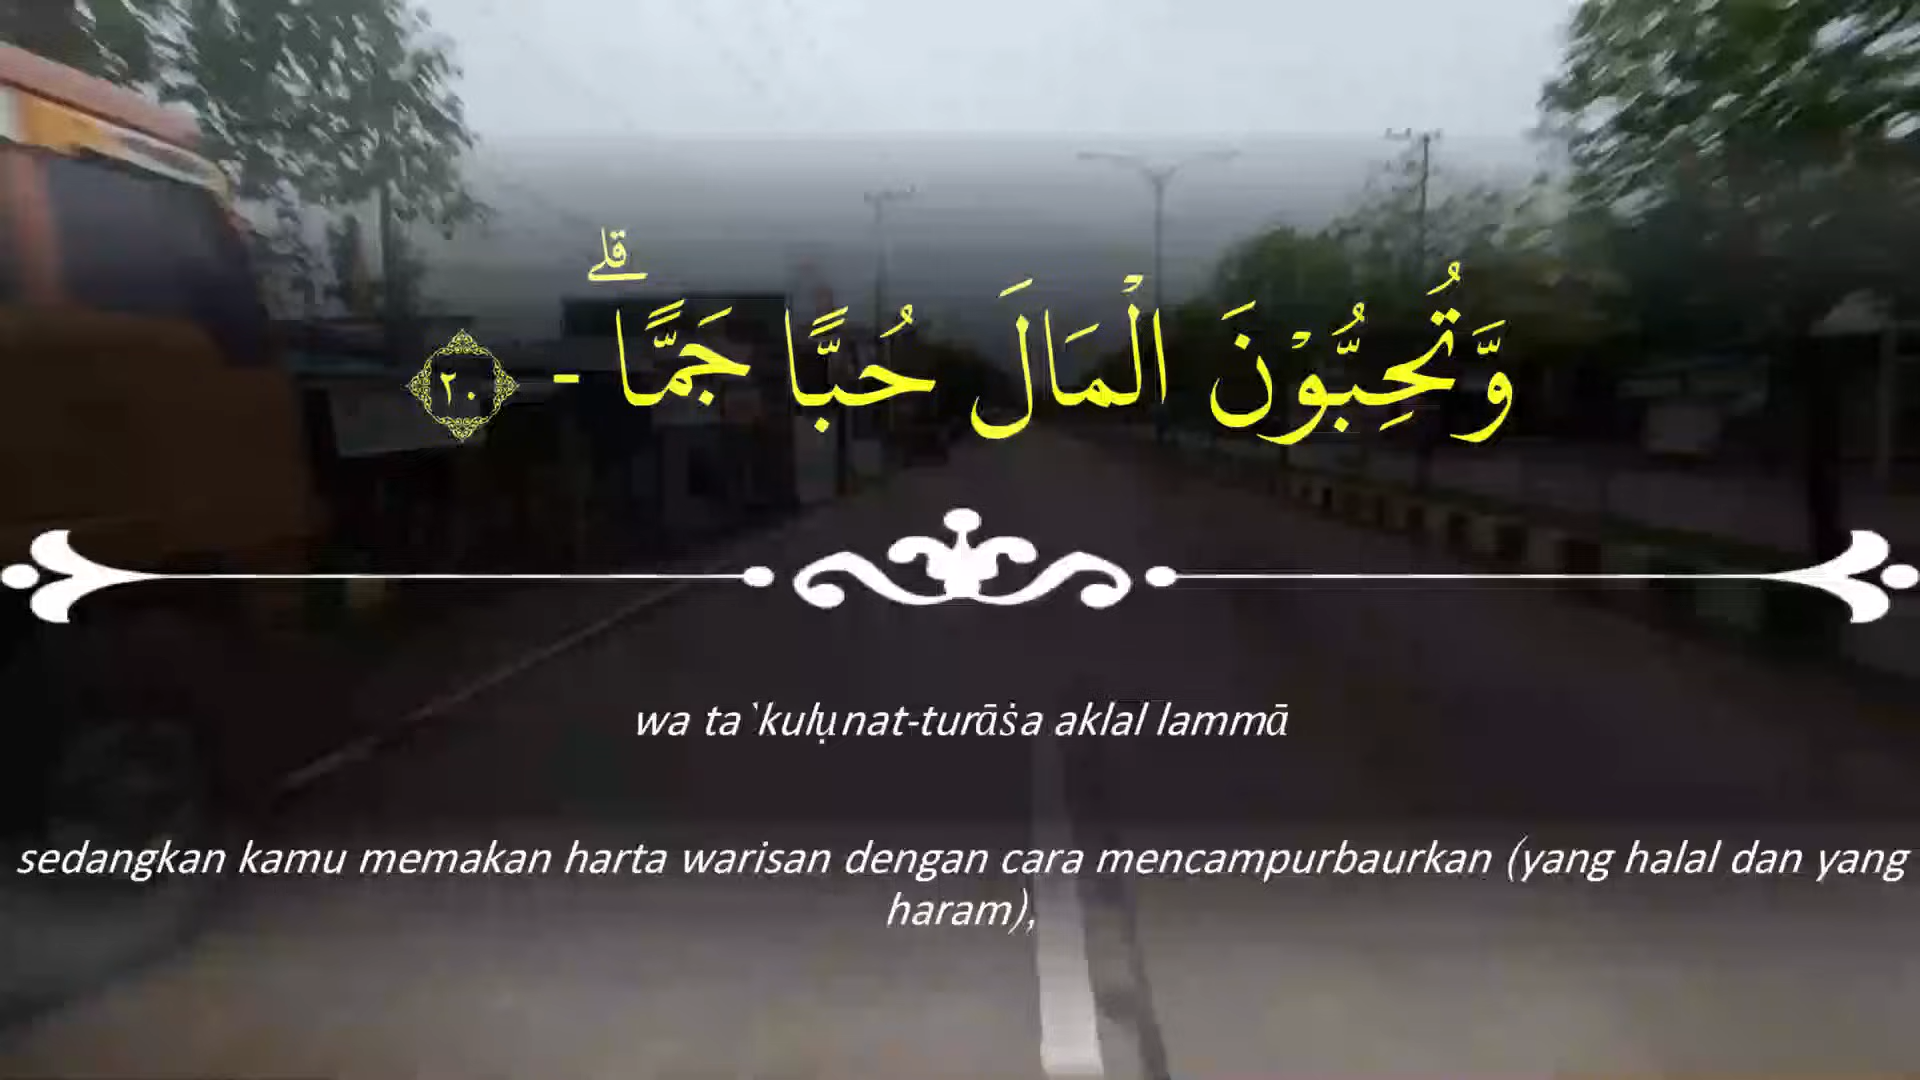 وَّتُحِبُّوْنَ الْمَالَ حُبًّا جَمًّاۗ - ٢٠
wa ta`kulụnat-turāṡa aklal lammā
sedangkan kamu memakan harta warisan dengan cara mencampurbaurkan (yang halal dan yang
haram),